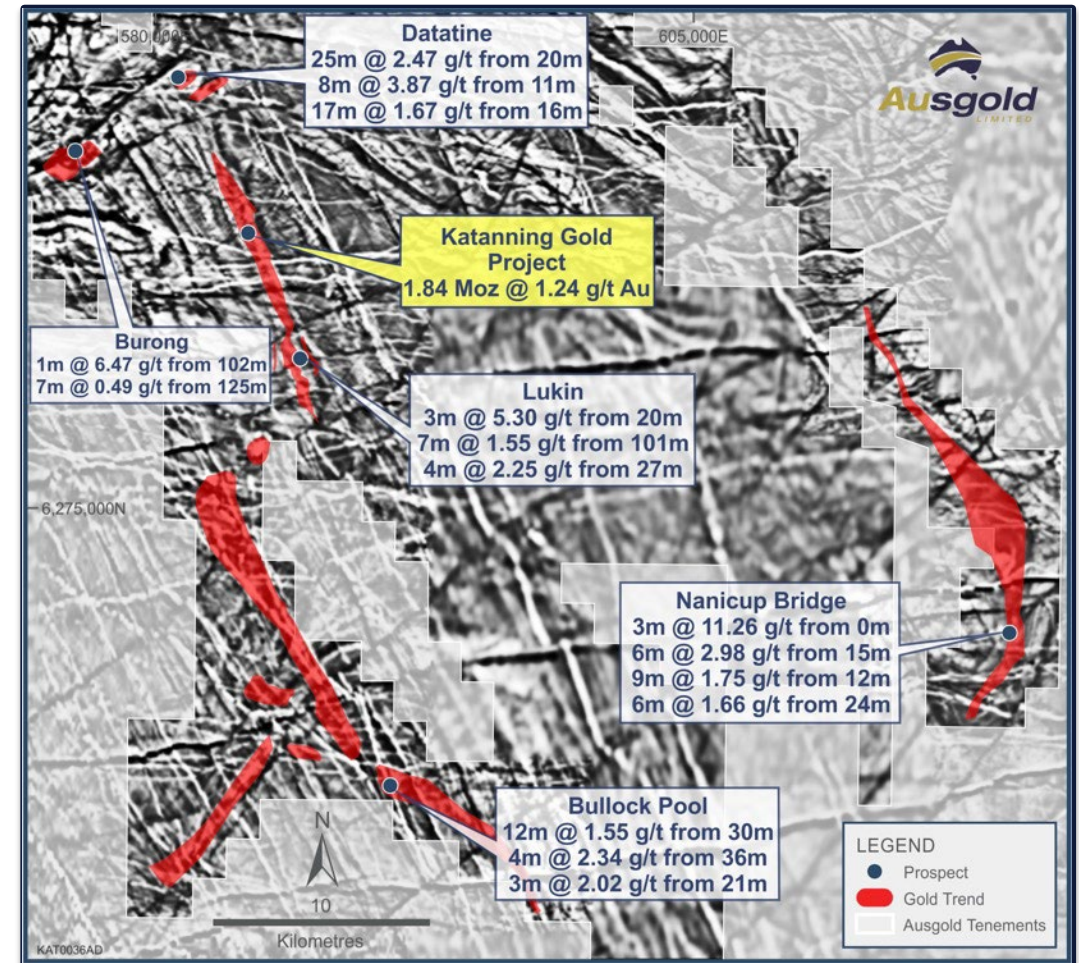 580,000E
605,000E
Ausgold
LIMITED
Datatine
25m @ 2.47 g/t from 20m
8m @ 3.87 g/t from 11m
17m @ 1.67 g/t from 16m
Katanning Gold
Project
1.84 Moz @ 1.24 g/t Au
Burong
1m @ 6.47 g/t from 102m
7m @ 0.49 g/t from 125m
Lukin
3m @ 5.30 g/t from 20m
7m @ 1.55 g/t from 101m
4m @ 2.25 g/t from 27m
6,275,000N
Nanicup Bridge
3m @ 11.26 g/t from 0m
6m @ 2.98 g/t from 15m
9m @ 1.75 g/t from 12m
6m @ 1.66 g/t from 24m
Bullock Pool
12m @ 1.55 g/t from 30m
4m @ 2.34 g/t from 36m
3m @ 2.02 g/t from 21m
N
10
Kilometres
LEGEND
Prospect
Gold Trend
Ausgold Tenements
KAT0036AD